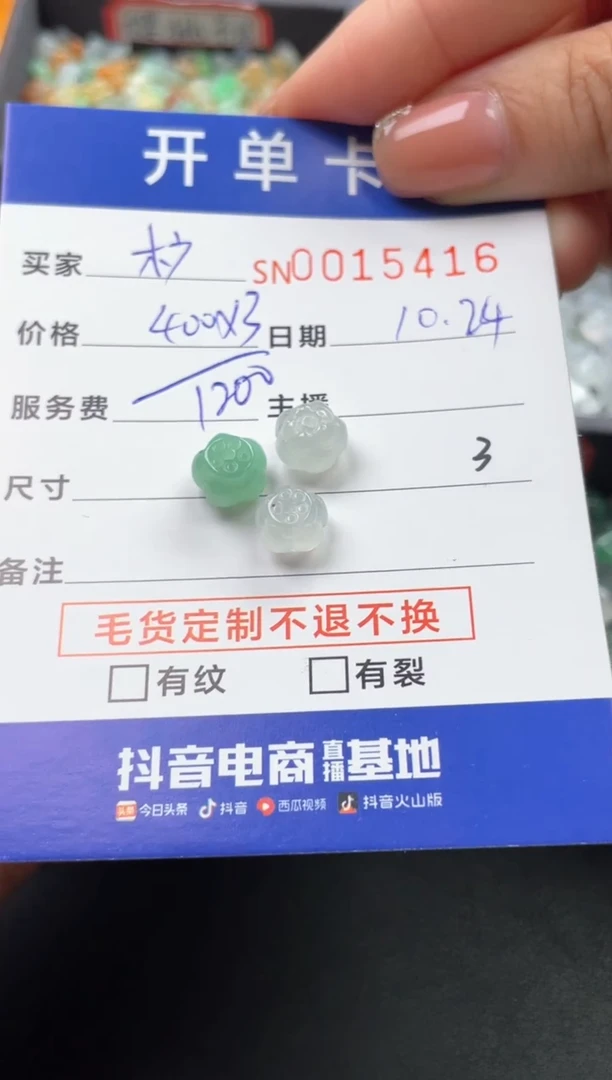 开单卡
买家 柠 SN0015416
价格 400X3 日期 10.24
1200
服务费 主播
3
尺寸
备注
毛货定制不退不换
有纹 有裂
抖音电商直播基地
头条 今日头条 抖音 西瓜视频 抖音火山版